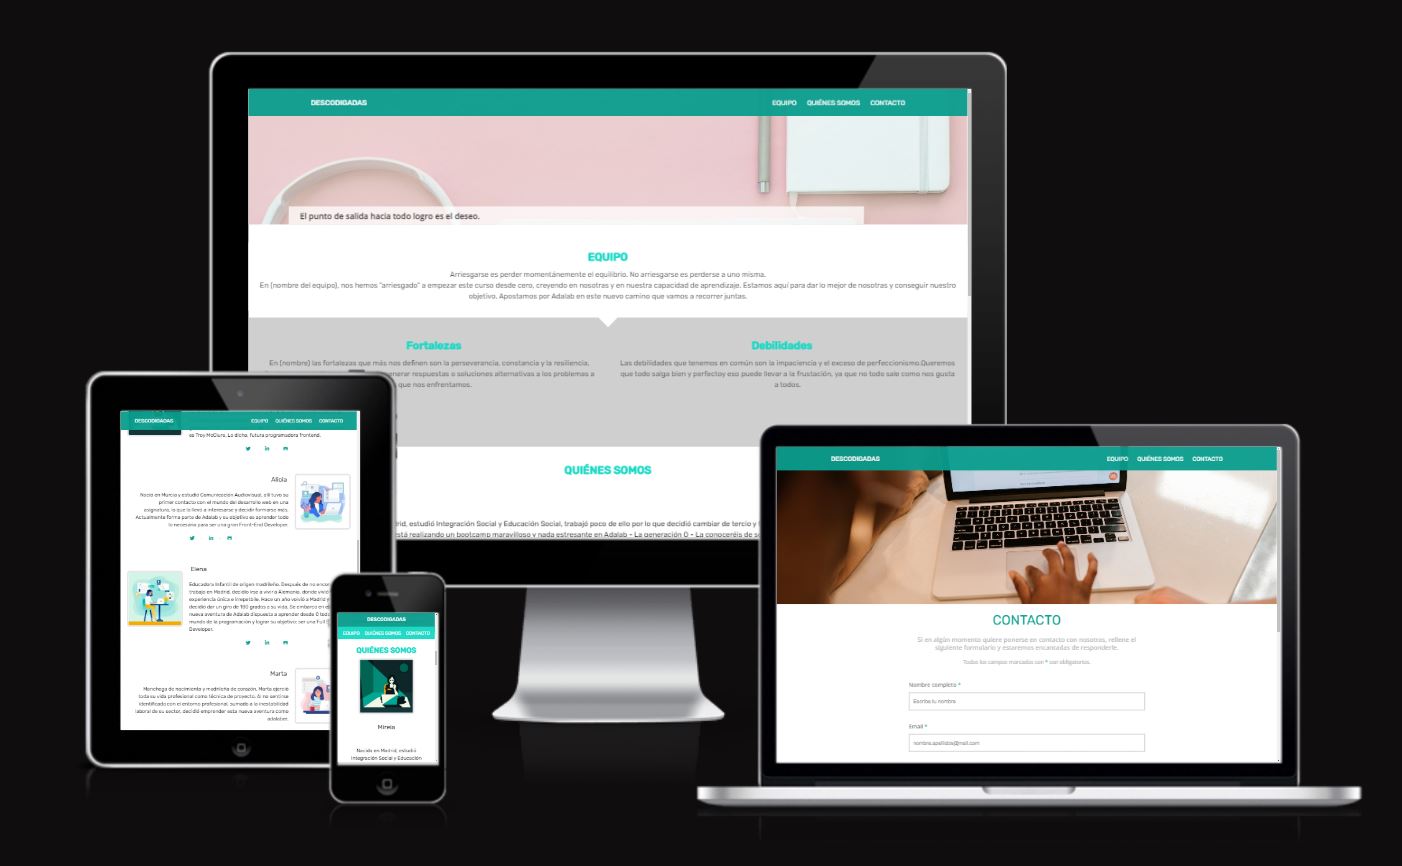 DESCODIGADAS
EQUIPO QUIÉNES SOMOS CONTACTO
El punto de salida hacia todo logro es el deseo.
EQUIPO
Arriesgarse es perder momentánemente el equilibrio. No arriesgarse es perderse a uno misma.
En (nombre del equipo), nos hemos "arriesgado" a empezar este curso desde cero, creyendo en nosotras y en nuestra capacidad de aprendizaje. Estamos aquí para dar lo mejor de nosotras y conseguir nuestro
objetivo. Apostamos por Adalab en este nuevo camino que vamos a recorrer juntas.
Fortalezas
En (nombre) las fortalezas que más nos definen son la perseverancia, constancia y la resiliencia,
enerar respuestas o soluciones alternativas a los problemas a
que nos enfrentamos.
Debilidades
Las debilidades que tenemos en común son la impaciencia y el exceso de perfeccionismo.Queremos
que todo salga bien y perfectoy eso puede llevar a la frustación, ya que no todo sale como nos gusta
a todos.
QUIÉNES SOMOS
rid, estudió Integración Social y Educación Social, trabajó poco de ello por lo que decidió cambiar de tercio y
stá realizando un bootcamp maravilloso y nada estresante en Adalab - La generación O - La conoceréis de
DESCODIGADAS
EQUIPO QUIÉNES SOMOS CONTACTO
es Troy McClure. Lo dicho, futura programadora frontend.
Alicia
Nació en Murcia y estudió Comunicación Audiovisual, allí tuvo su
primer contacto con el mundo del desarrollo web en una
asignatura, lo que la llevó a interesarse y decidir formarse más.
Actualmente forma parte de Adalab y su objetivo es aprender todo
lo necesario para ser una gran Front-End Developer.
Elena
Educadora Infantil de origen madrileño. Después de no encon
trabajo en Madrid, decidió irse a vivir a Alemania, donde vivió
experiencia única e irrepetible. Hace un año volvió a Madrid y
decidió dar un giro de 180 grados a su vida. Se embarca en el
nueva aventura de Adalab dispuesta a aprender desde 0 todo
mundo de la programación y lograr su objetivo: ser una Full
Developer.
Marta
Manchega de nacimiento y madrileña de corazón, Marta ejerció
toda su vida profesional como técnica de proyecto. Al no sentirse
identificada con el entorno profesional, sumado a la inestabilidad
laboral de su sector, decidió emprender esta nueva aventura como
adalaber.
DESCODIGADAS
EQUIPO QUIÉNES SOMOS CONTACTO
QUIÉNES SOMOS
Mireia
Nacida en Madrid, estudió
Integración Social y Educación
DESCODIGADAS
EQUIPO QUIÉNES SOMOS CONTACTO
CONTACTO
Si en algún momento quiere ponerse en contacto con nosotras, rellene el
siguiente formulario y estaremos encantadas de responderle.
Todos los campos marcados con * son obligatorios.
Nombre completo *
Escribe tu nombre
Email *
nombre.apellidos@mail.com